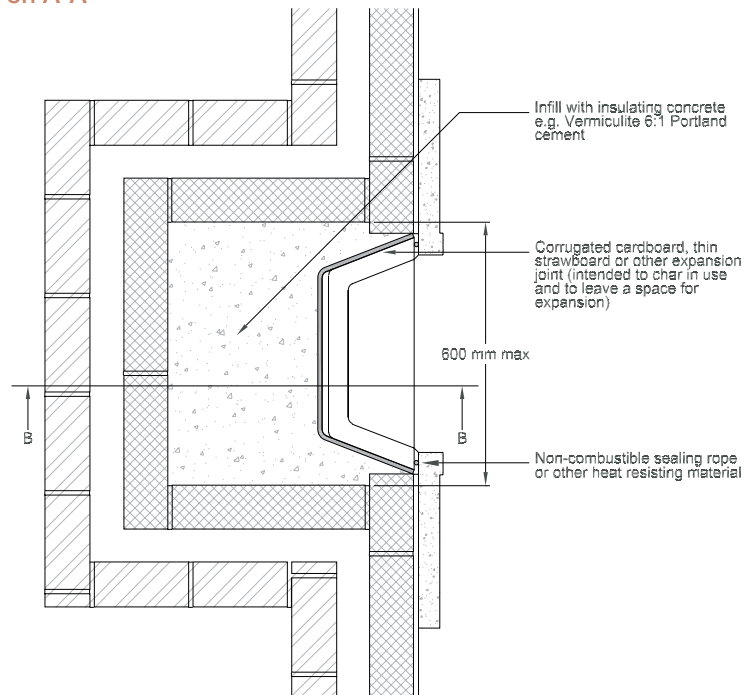 on A-A
Infill with insulating concrete
e.g. Vermiculite 6:1 Portland
cement
Corrugated cardboard, thin
strawboard or other expansion
joint (intended to char in use
and to leave a space for
expansion)
600 mm max
B
B
Non-combustible sealing rope
or other heat resisting material